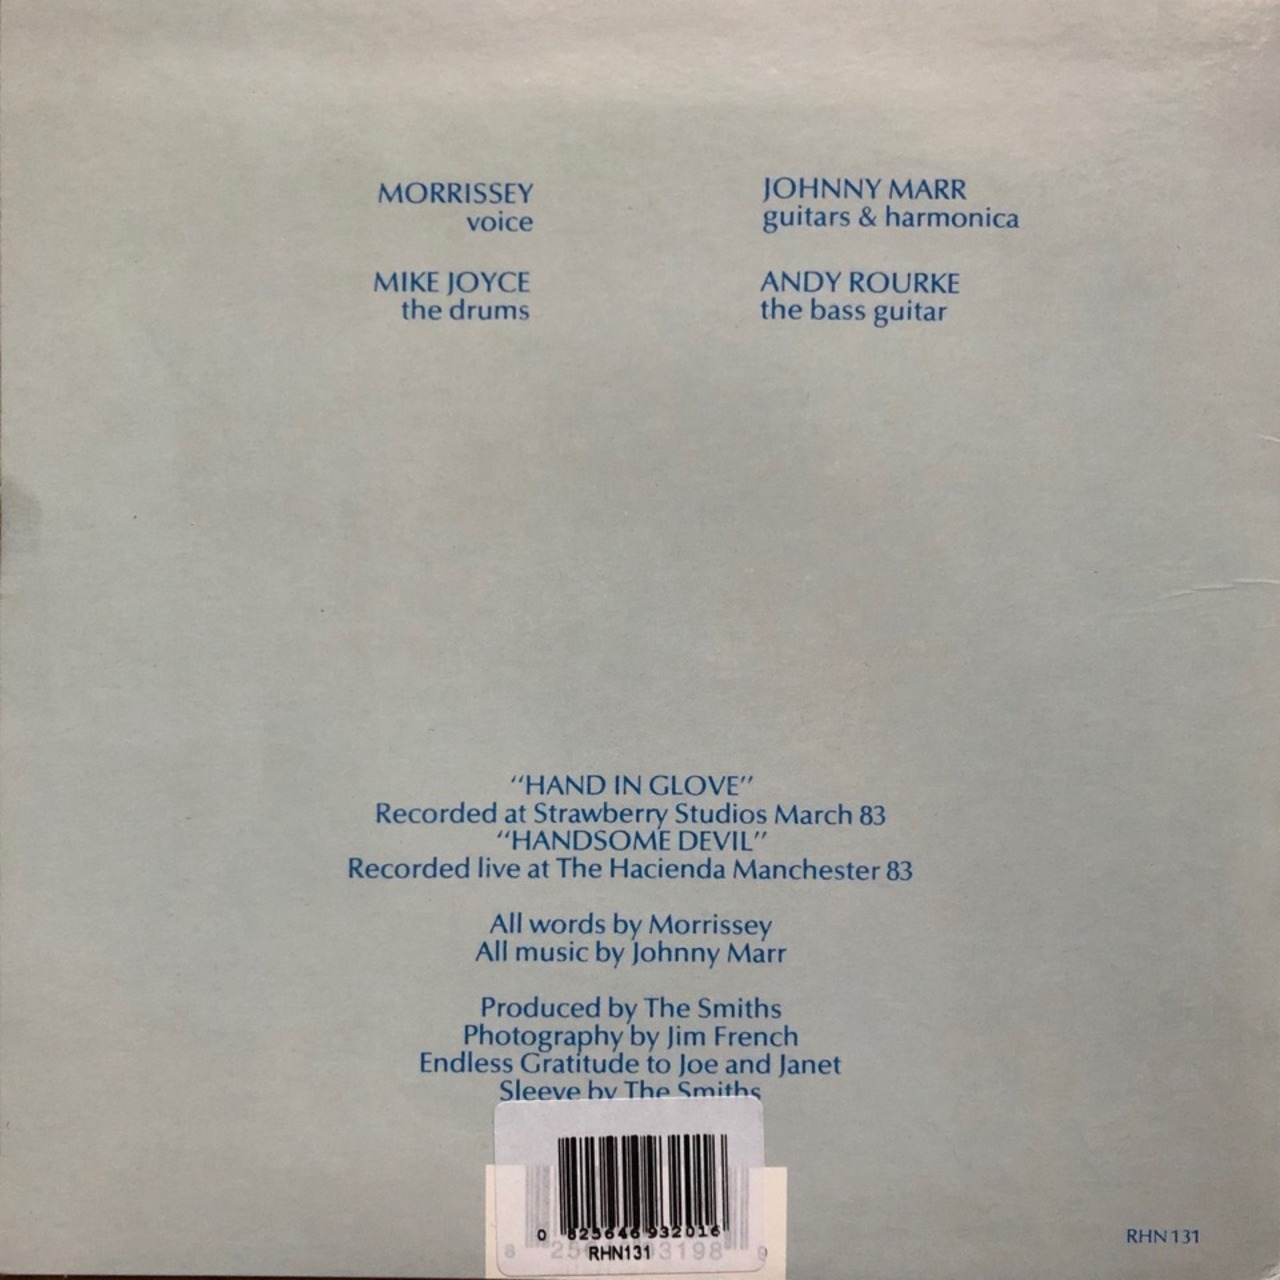 MORRISSEY
voice
JOHNNY MARR
guitars & harmonica
MIKE JOYCE
the drums
ANDY ROURKE
the bass guitar
"HAND IN GLOVE"
Recorded at Strawberry Studios March 83
"HANDSOME DEVIL"
Recorded live at The Hacienda Manchester 83
All words by Morrissey
All music by Johnny Marr
Produced by The Smiths
Photography by Jim French
Endless Gratitude to Joe and Janet
Sleeve by The Smiths
0 825646 932016
RHN131
RHN 131